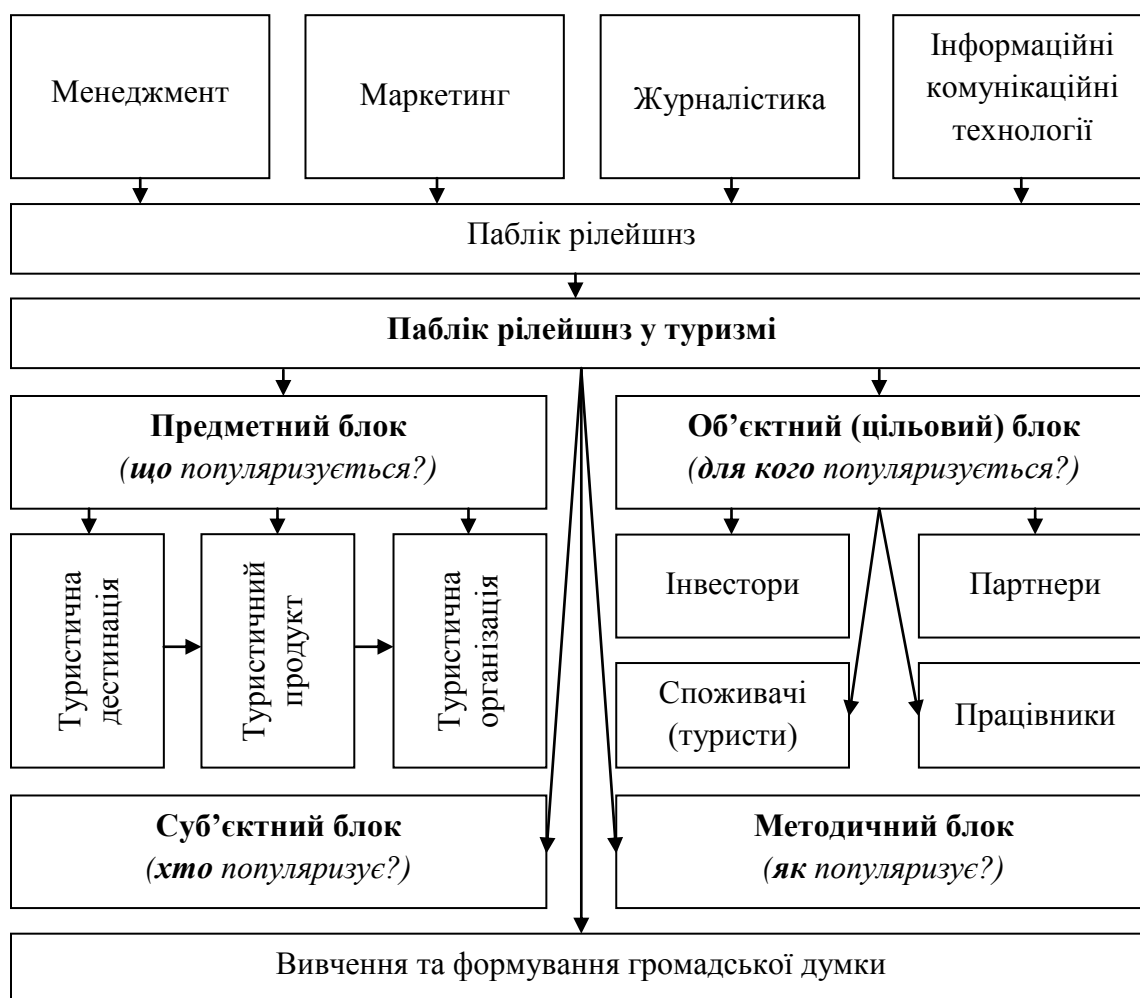 Менеджмент
Маркетинг
Журналістика
Інформаційні
комунікаційні
технології
Паблік рілейшнз
Паблік рілейшнз у туризмі
Предметний блок
(що популяризується?)
Об’єктний (цільовий) блок
(для кого популяризується?)
Туристична
дестинація
Туристичний
продукт
Туристична
організація
Інвестори
Партнери
Споживачі
(туристи)
Працівники
Суб’єктний блок
(хто популяризує?)
Методичний блок
(як популяризує?)
Вивчення та формування громадської думки